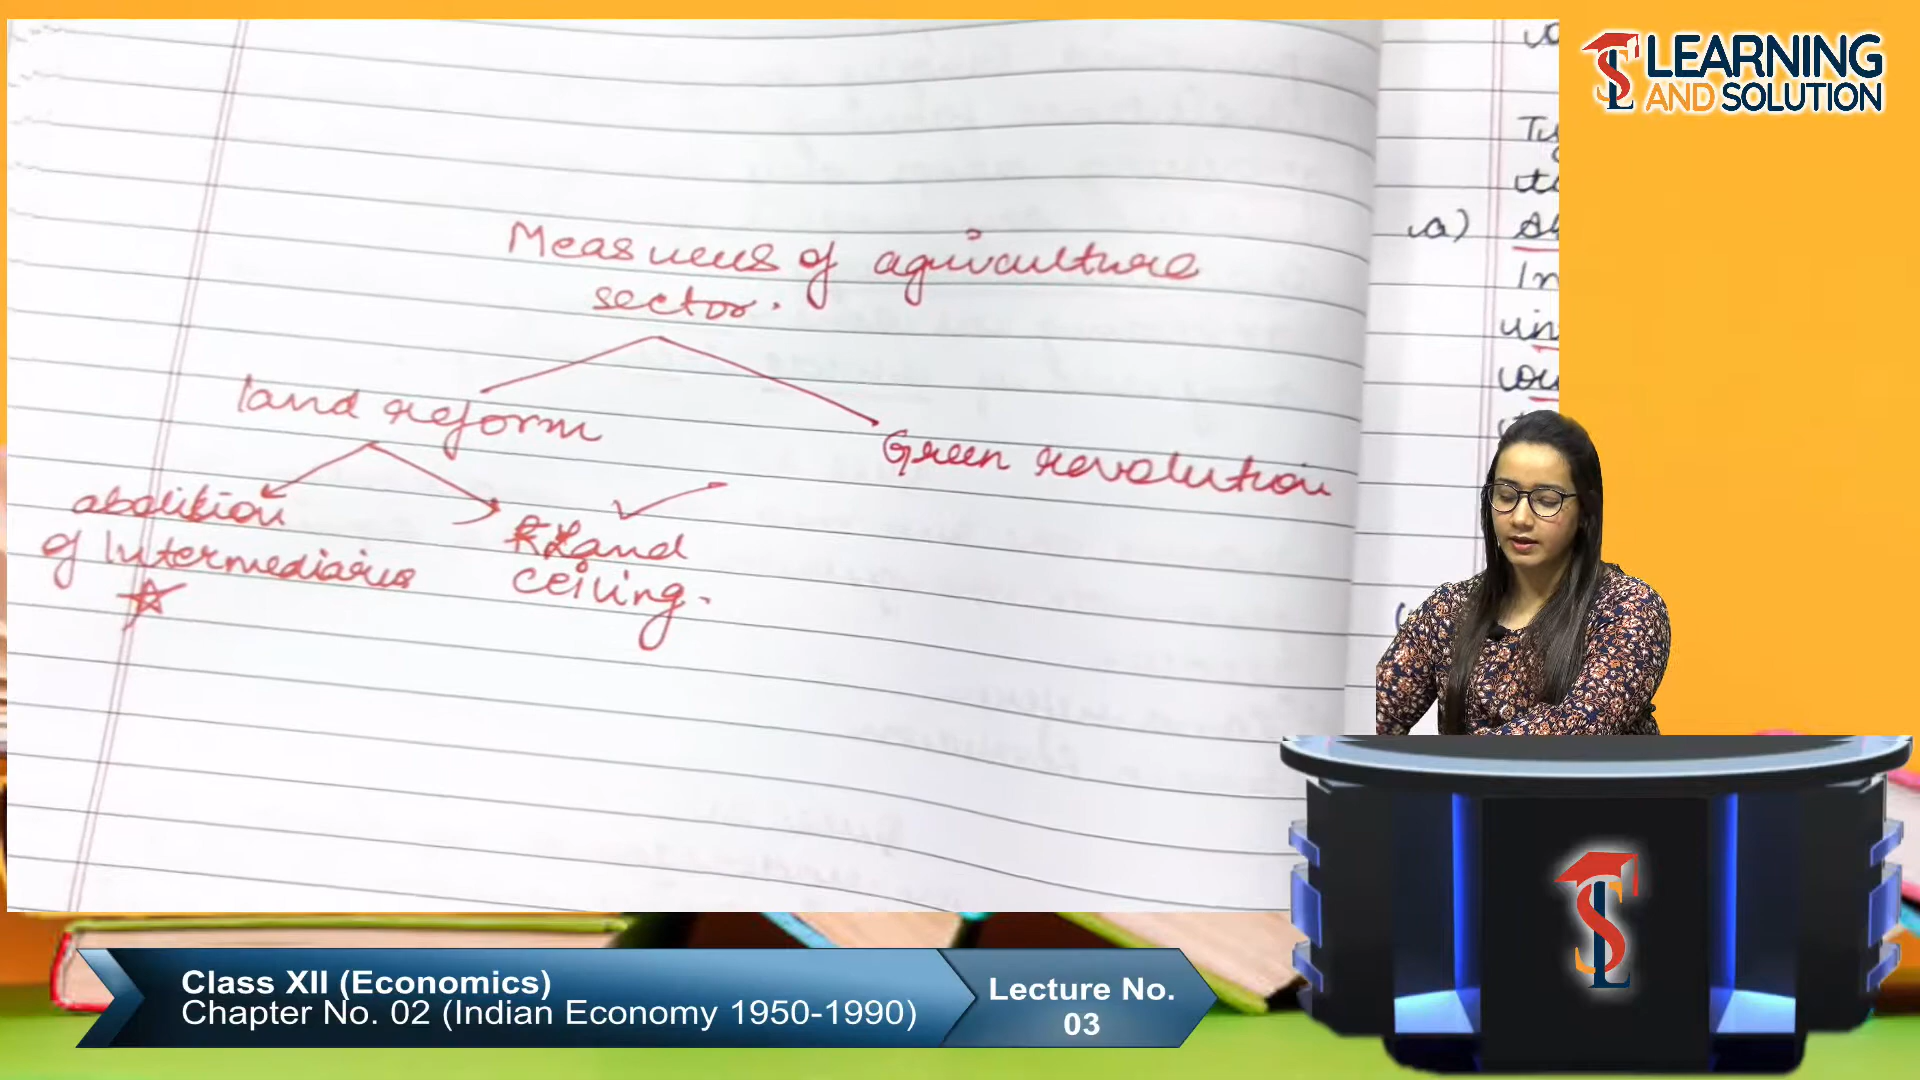 LEARNING
AND SOLUTION
Measures of agriculture
sector.
land reform
Green revolution
abolition
of Intermediaries
Land
ceiling.
a)
In
Class XII (Economics)
Chapter No. 02 (Indian Economy 1950-1990)
Lecture No.
03